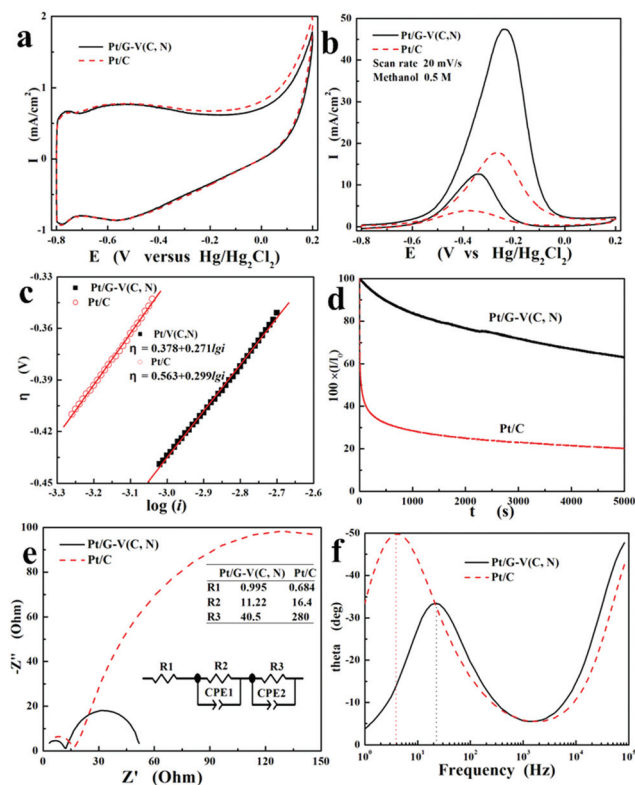 a
Pt/G-V(C, N)
Pt/C
I (mA/cm²)
2
1
0
-1
-0.8 -0.6 -0.4 -0.2 0.0 0.2
E (V versus Hg/Hg₂Cl₂)
b
Pt/G-V(C,N)
Pt/C
Scan rate 20 mV/s
Methanol 0.5 M
I (mA/cm²)
50
40
30
20
10
0
-0.8 -0.6 -0.4 -0.2 0.0 0.2
E (V vs Hg/Hg₂Cl₂)
c
Pt/G-V(C, N)
Pt/C
Pt/V(C,N)
η = 0.378+0.271lgi
Pt/C
η = 0.563+0.299lgi
η (V)
-0.33
-0.36
-0.39
-0.42
-0.45
-3.3 -3.2 -3.1 -3.0 -2.9 -2.8 -2.7 -2.6
log (i)
d
Pt/G-V(C, N)
Pt/C
100 ×(I/I₀)
100
80
60
40
20
0
0 1000 2000 3000 4000 5000
t (s)
e
Pt/G-V(C, N)
Pt/C
Pt/G-V(C, N) Pt/C
R1 0.995 0.684
R2 11.22 16.4
R3 40.5 280
R1 R2 R3
CPE1 CPE2
-Z'' (Ohm)
100
80
60
40
20
0
0 30 60 90 120 150
Z' (Ohm)
f
Pt/G-V(C, N)
Pt/C
theta (deg)
-50
-40
-30
-20
-10
0
10⁰ 10¹ 10² 10³ 10⁴ 10⁵
Frequency (Hz)